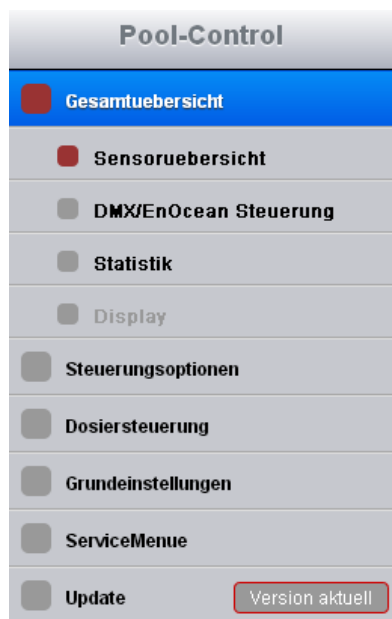 Pool-Control
Gesamtuebersicht
Sensoruebersicht
DMX/EnOcean Steuerung
Statistik
Display
Steuerungsoptionen
Dosiersteuerung
Grundeinstellungen
ServiceMenue
Update Version aktuell